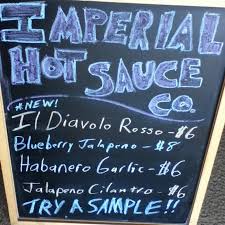 IMPERIAL
HOT SAUCE
CO.
*NEW!
Il Diavolo Rosso - $6
Blueberry Jalapeno - $8
Habanero Garlic - $6
Jalapeno Cilantro - $6
TRY A SAMPLE!!